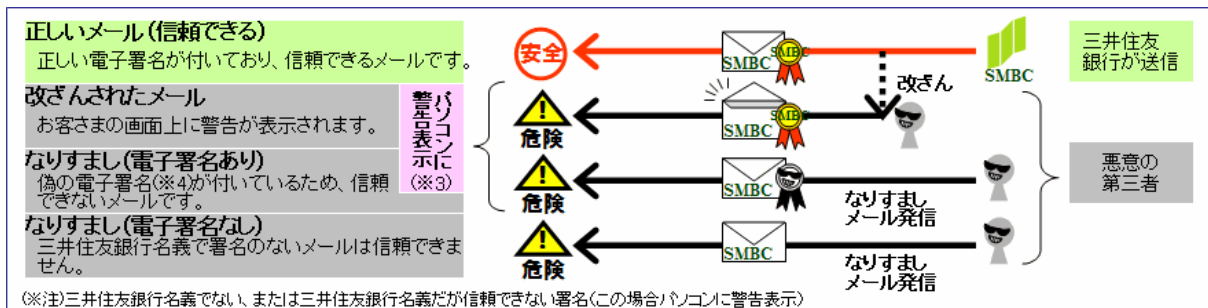 正しいメール(信頼できる)
正しい電子署名が付いており、信頼できるメールです。
改ざんされたメール
お客さまの画面上に警告が表示されます。
なりすまし(電子署名あり)
偽の電子署名(※4)が付いているため、信頼
できないメールです。
なりすまし(電子署名なし)
三井住友銀行名義で署名のないメールは信頼できま
せん。
パソコンに
警告表示
(※3)
安全
SMBC
SMBC
SMBC
三井住友
銀行が送信
改ざん
危険
SMBC
SMBC
危険
SMBC
なりすまし
メール発信
危険
SMBC
なりすまし
メール発信
悪意の
第三者
(※注)三井住友銀行名義でない、または三井住友銀行名義だが信頼できない署名(この場合パソコンに警告表示)